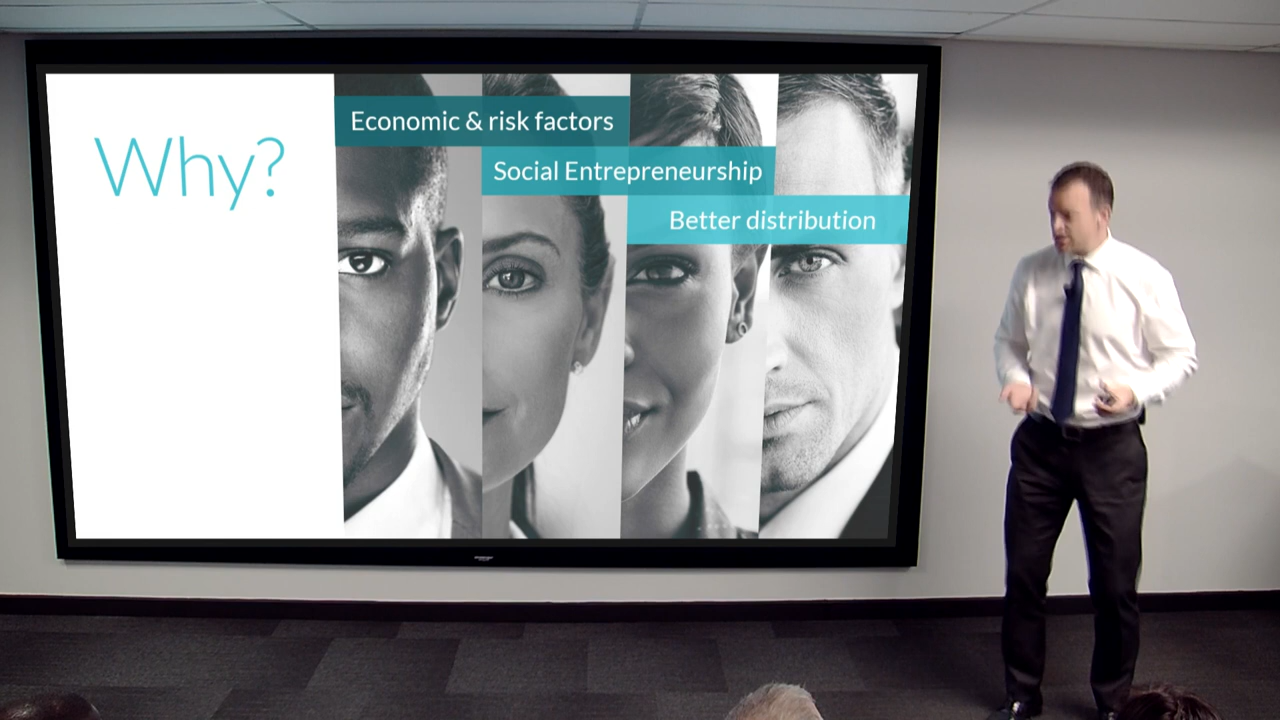 Why?
Economic & risk factors
Social Entrepreneurship
Better distribution